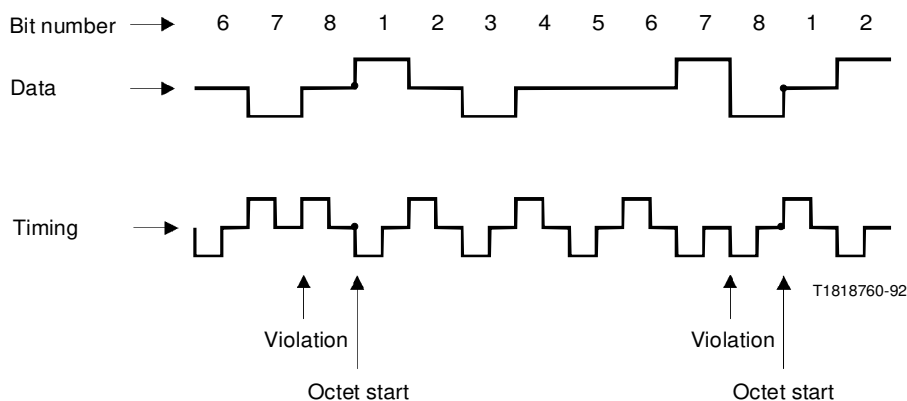 Bit number 6 7 8 1 2 3 4 5 6 7 8 1 2
Data
Timing
T1818760-92
Violation Violation
Octet start Octet start